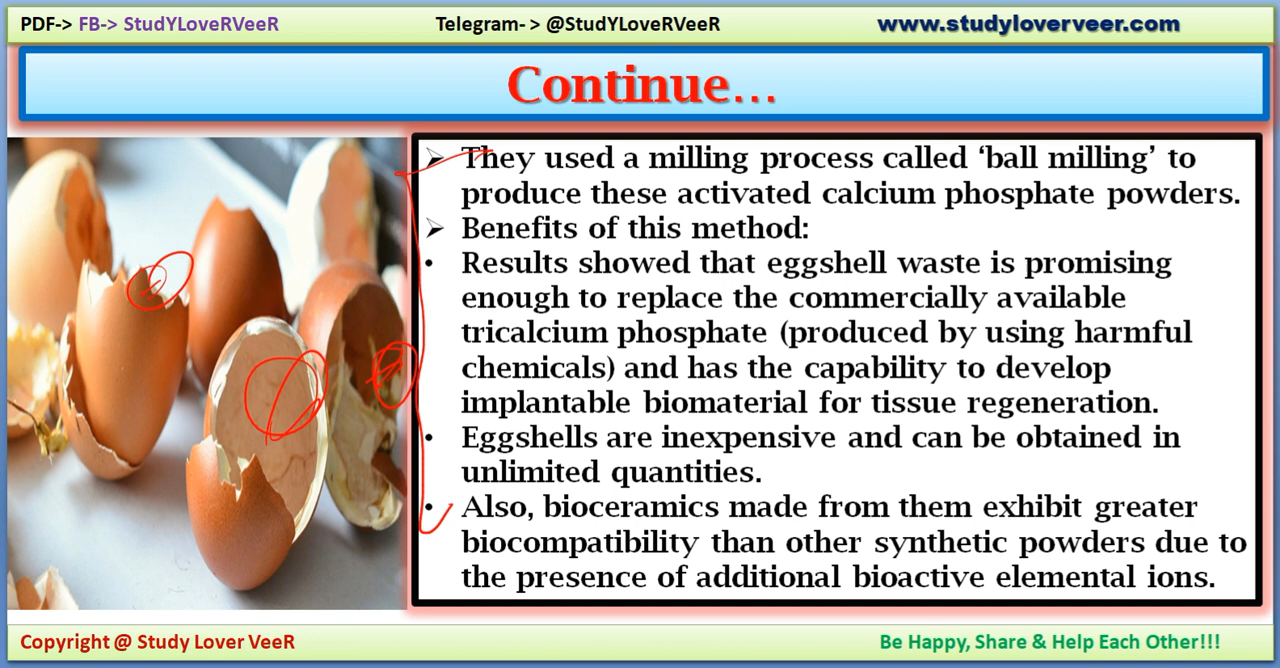 PDF-> FB-> StudYLoveRVeeR Telegram- > @StudYLoveRVeeR www.studyloverveer.com
Continue...
➢ They used a milling process called ‘ball milling’ to
produce these activated calcium phosphate powders.
➢ Benefits of this method:
• Results showed that eggshell waste is promising
enough to replace the commercially available
tricalcium phosphate (produced by using harmful
chemicals) and has the capability to develop
implantable biomaterial for tissue regeneration.
• Eggshells are inexpensive and can be obtained in
unlimited quantities.
• Also, bioceramics made from them exhibit greater
biocompatibility than other synthetic powders due to
the presence of additional bioactive elemental ions.
Copyright @ Study Lover VeeR Be Happy, Share & Help Each Other!!!